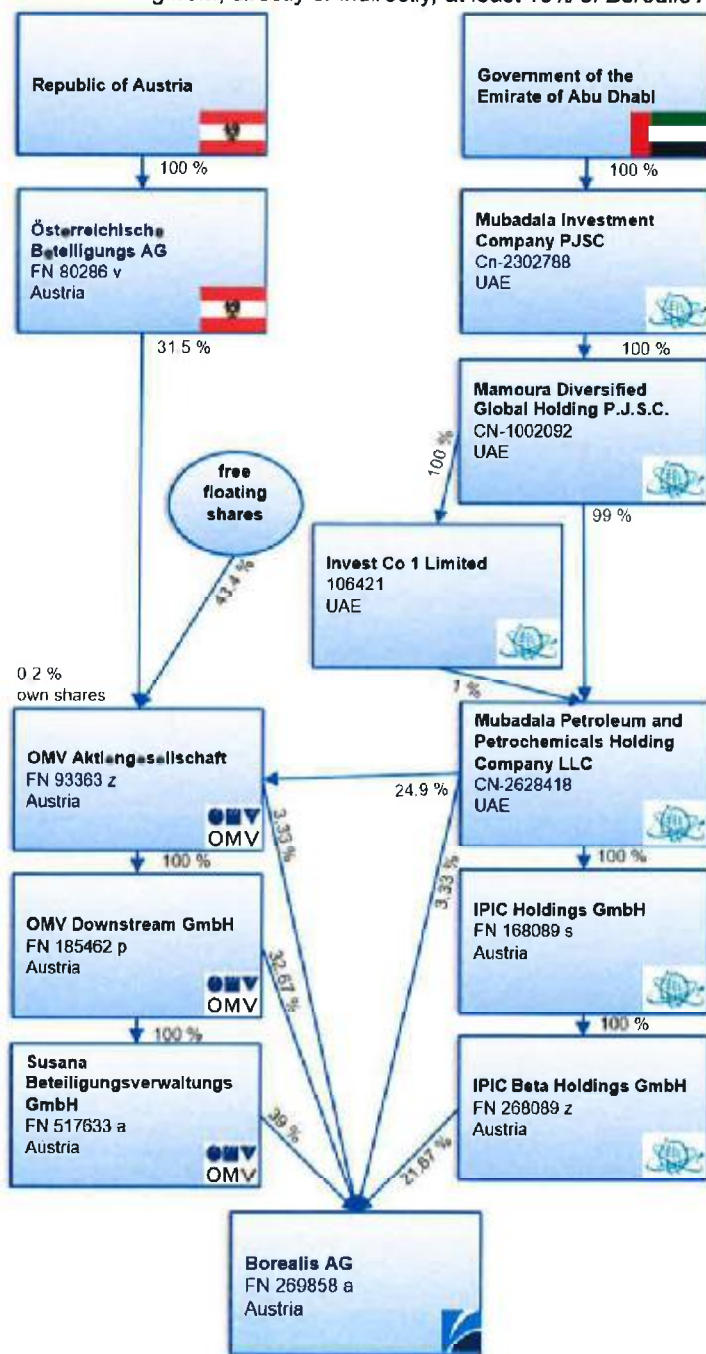 at least 10% of Borealis
Republic of Austria
100 %
Österreichische
Beteiligungs AG
FN 80286 v
Austria
31.5 %
free
floating
shares
43.4 %
0.2 %
own shares
OMV Aktiengesellschaft
FN 93363 z
Austria
OMV
3.33 %
100 %
OMV Downstream GmbH
FN 185462 p
Austria
OMV
32.67 %
100 %
Susana
Beteiligungsverwaltungs
GmbH
FN 517633 a
Austria
OMV
39 %
Government of the
Emirate of Abu Dhabi
100 %
Mubadala Investment
Company PJSC
Cn-2302788
UAE
100 %
Mamoura Diversified
Global Holding P.J.S.C.
CN-1002092
UAE
100 %
99 %
Invest Co 1 Limited
106421
UAE
1 %
Mubadala Petroleum and
Petrochemicals Holding
Company LLC
CN-2628418
UAE
24.9 %
3.33 %
100 %
IPIC Holdings GmbH
FN 168089 s
Austria
100 %
IPIC Beta Holdings GmbH
FN 268089 z
Austria
21.67 %
Borealis AG
FN 269858 a
Austria